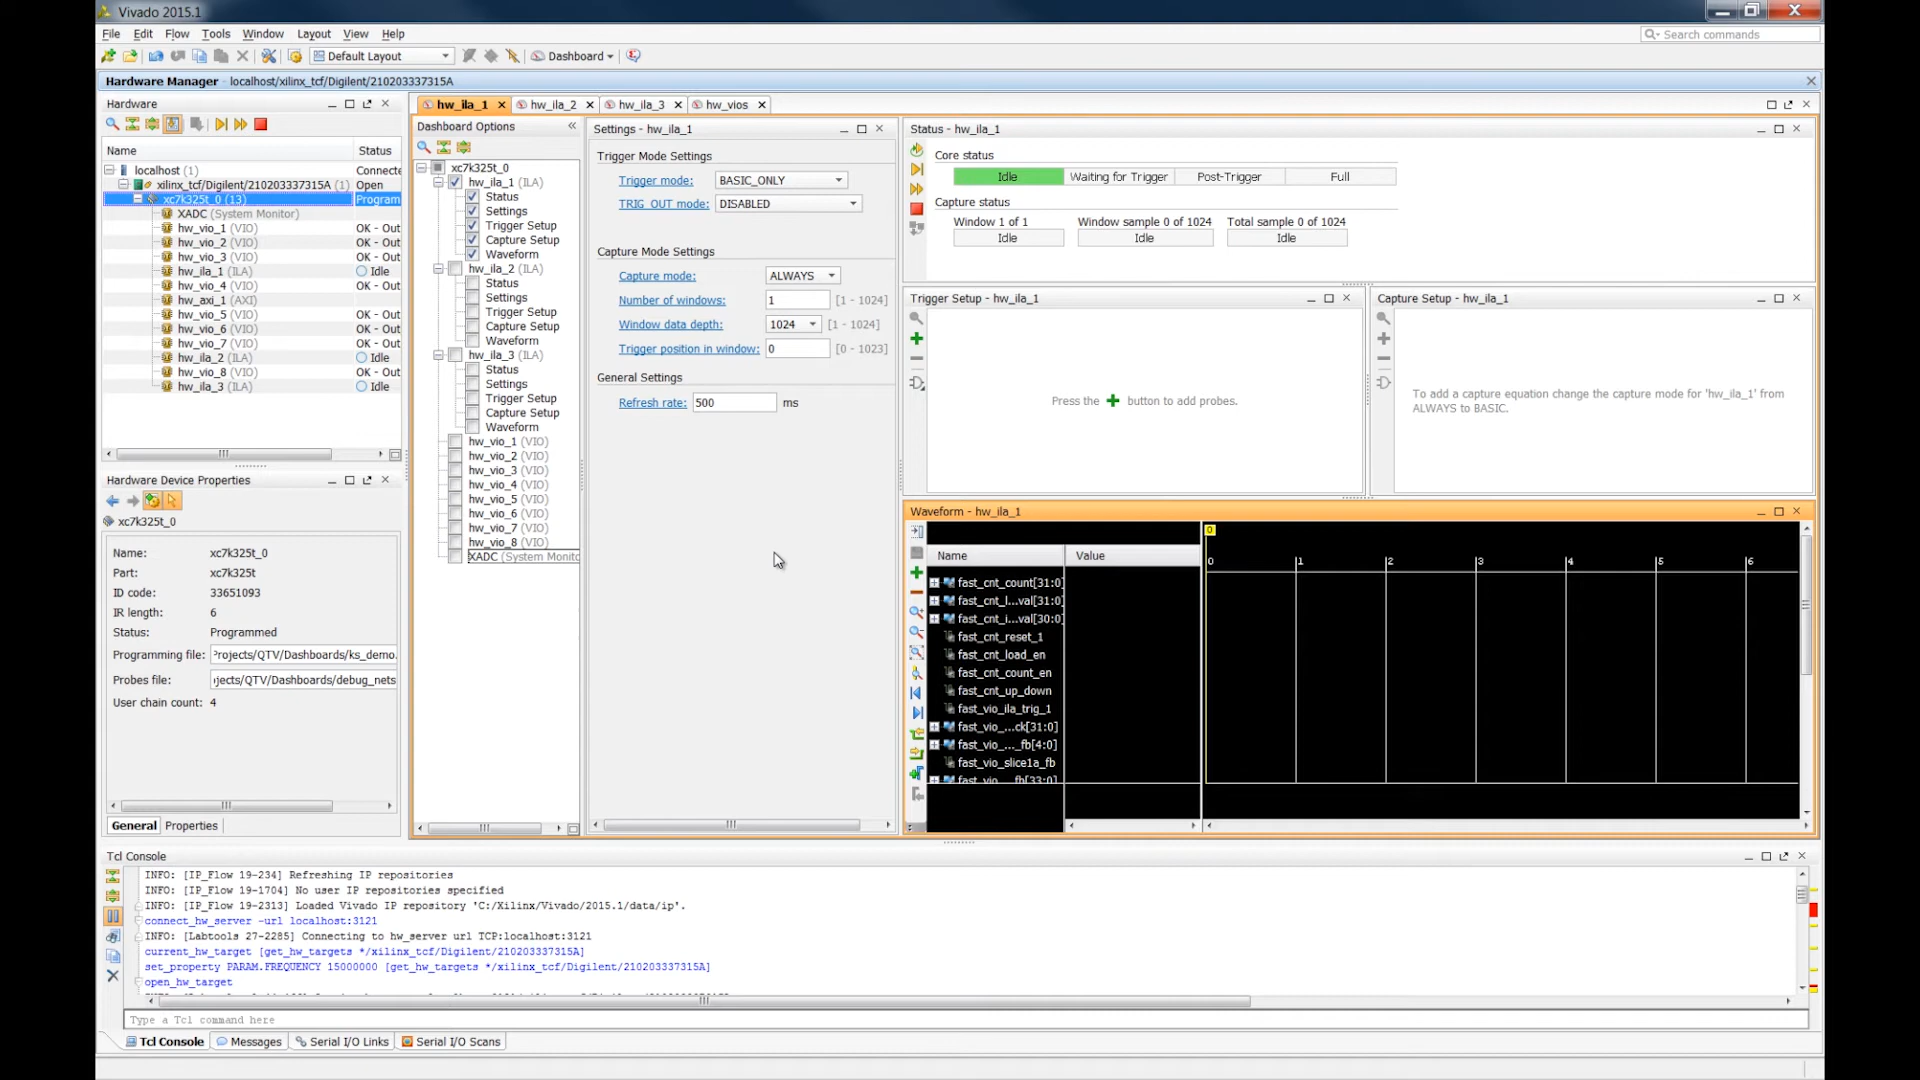 Vivado 2015.1
File Edit Flow Tools Window Layout View Help
Search commands
Default Layout Dashboard
Hardware Manager - localhost/xilinx_tcf/Digilent/210203337315A
Hardware
Name Status
localhost (1) Connecte
xilinx_tcf/Digilent/210203337315A (1) Open
xc7k325t_0 (13) Program
XADC (System Monitor)
hw_vio_1 (VIO) OK - Out
hw_vio_2 (VIO) OK - Out
hw_vio_3 (VIO) OK - Out
hw_ila_1 (ILA) Idle
hw_vio_4 (VIO) OK - Out
hw_axi_1 (AXI)
hw_vio_5 (VIO) OK - Out
hw_vio_6 (VIO) OK - Out
hw_vio_7 (VIO) OK - Out
hw_ila_2 (ILA) Idle
hw_vio_8 (VIO) OK - Out
hw_ila_3 (ILA) Idle
Hardware Device Properties
xc7k325t_0
Name: xc7k325t_0
Part: xc7k325t
ID code: 33651093
IR length: 6
Status: Programmed
Programming file: Projects/QTV/Dashboards/ks_demo.
Probes file: jects/QTV/Dashboards/debug_nets
User chain count: 4
General Properties
hw_ila_1 hw_ila_2 hw_ila_3 hw_vios
Dashboard Options
xc7k325t_0
hw_ila_1 (ILA)
Status
Settings
Trigger Setup
Capture Setup
Waveform
hw_ila_2 (ILA)
Status
Settings
Trigger Setup
Capture Setup
Waveform
hw_ila_3 (ILA)
Status
Settings
Trigger Setup
Capture Setup
Waveform
hw_vio_1 (VIO)
hw_vio_2 (VIO)
hw_vio_3 (VIO)
hw_vio_4 (VIO)
hw_vio_5 (VIO)
hw_vio_6 (VIO)
hw_vio_7 (VIO)
hw_vio_8 (VIO)
XADC (System Monito
Settings - hw_ila_1
Trigger Mode Settings
Trigger mode: BASIC_ONLY
TRIG_OUT mode: DISABLED
Capture Mode Settings
Capture mode: ALWAYS
Number of windows: 1 [1 - 1024]
Window data depth: 1024 [1 - 1024]
Trigger position in window: 0 [0 - 1023]
General Settings
Refresh rate: 500 ms
Status - hw_ila_1
Core status
Idle Waiting for Trigger Post-Trigger Full
Capture status
Window 1 of 1 Window sample 0 of 1024 Total sample 0 of 1024
Idle Idle Idle
Trigger Setup - hw_ila_1
Press the + button to add probes.
Capture Setup - hw_ila_1
To add a capture equation change the capture mode for 'hw_ila_1' from
ALWAYS to BASIC.
Waveform - hw_ila_1
0
Name Value
0 1 2 3 4 5 6
fast_cnt_count[31:0]
fast_cnt_l...val[31:0]
fast_cnt_i...val[30:0]
fast_cnt_reset_1
fast_cnt_load_en
fast_cnt_count_en
fast_cnt_up_down
fast_vio_ila_trig_1
fast_vio_...ck[31:0]
fast_vio_..._fb[4:0]
fast_vio_slice1a_fb
fast_vio_..._fb[33:0]
Tcl Console
INFO: [IP_Flow 19-234] Refreshing IP repositories
INFO: [IP_Flow 19-1704] No user IP repositories specified
INFO: [IP_Flow 19-2313] Loaded Vivado IP repository 'C:/Xilinx/Vivado/2015.1/data/ip'.
connect_hw_server -url localhost:3121
INFO: [Labtools 27-2285] Connecting to hw_server url TCP:localhost:3121
current_hw_target [get_hw_targets */xilinx_tcf/Digilent/210203337315A]
set_property PARAM.FREQUENCY 15000000 [get_hw_targets */xilinx_tcf/Digilent/210203337315A]
open_hw_target
Type a Tcl command here
Tcl Console Messages Serial I/O Links Serial I/O Scans